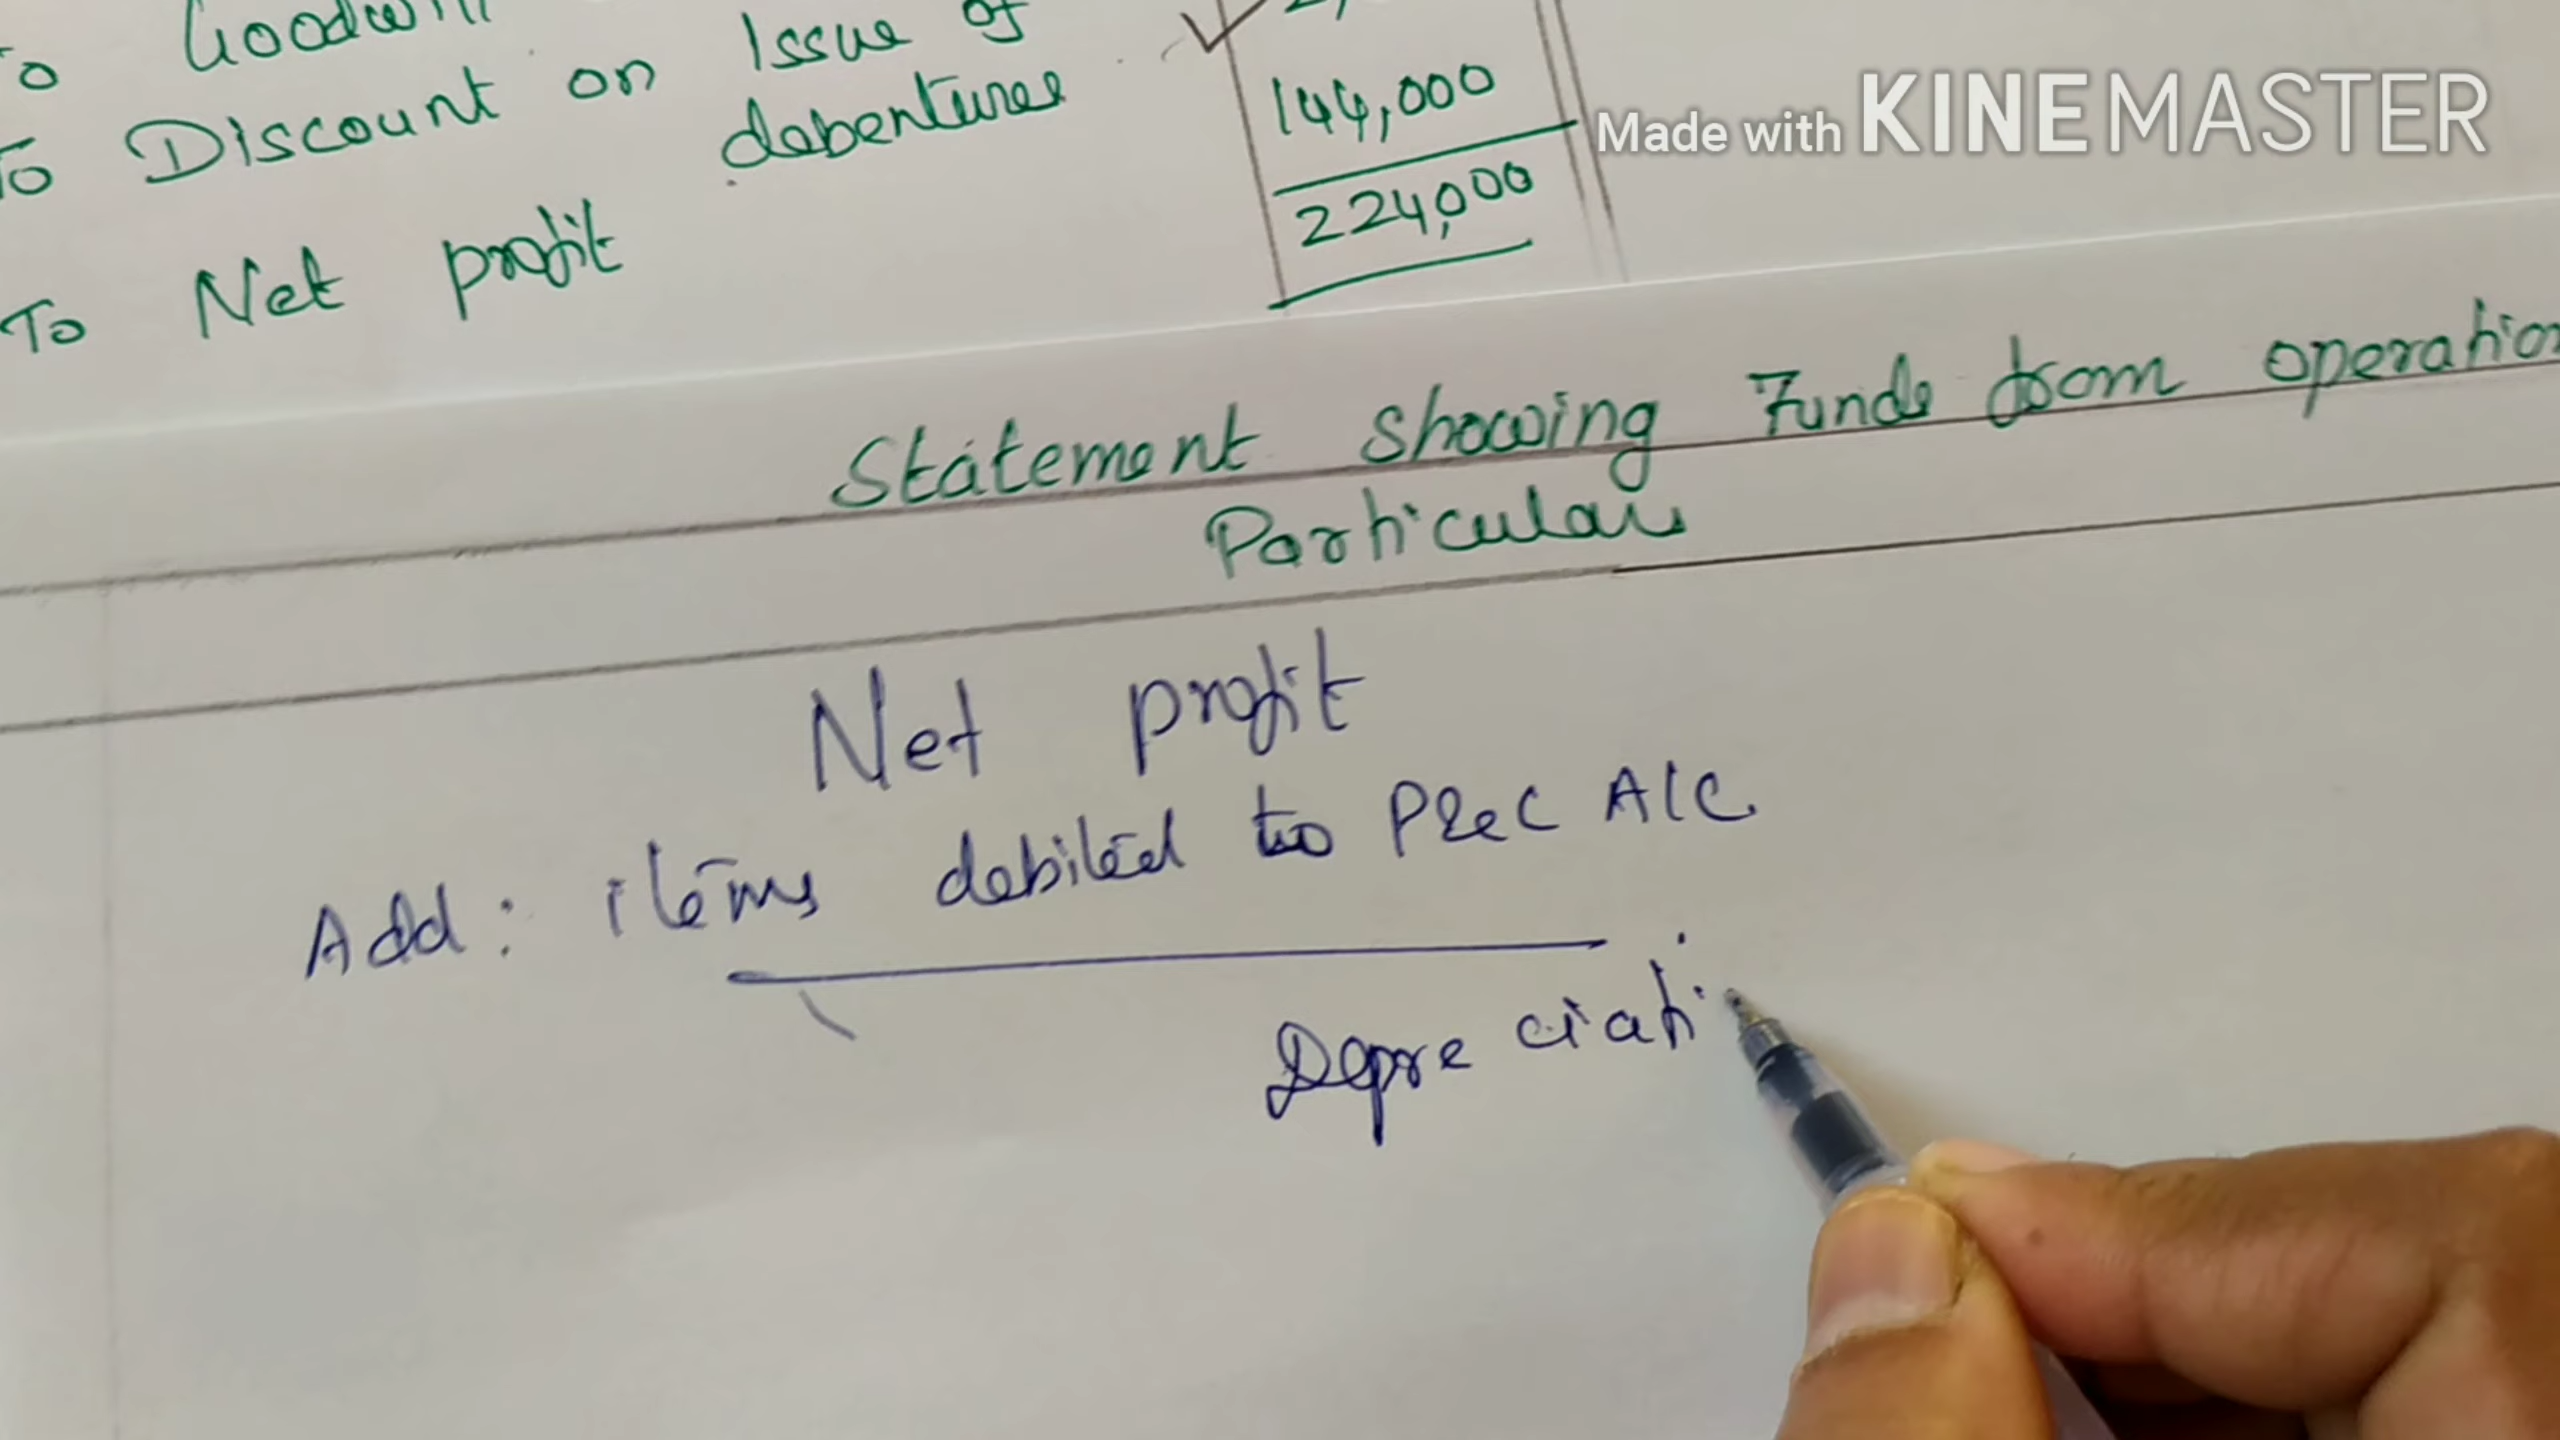 To Goodwill
To Discount on Issue of
debentures
144,000
224,000
To Net profit
Made with KINEMASTER
Statement showing Funds from operation
Particulars
Net profit
Add: items debited to P&L A/C
Depreciati